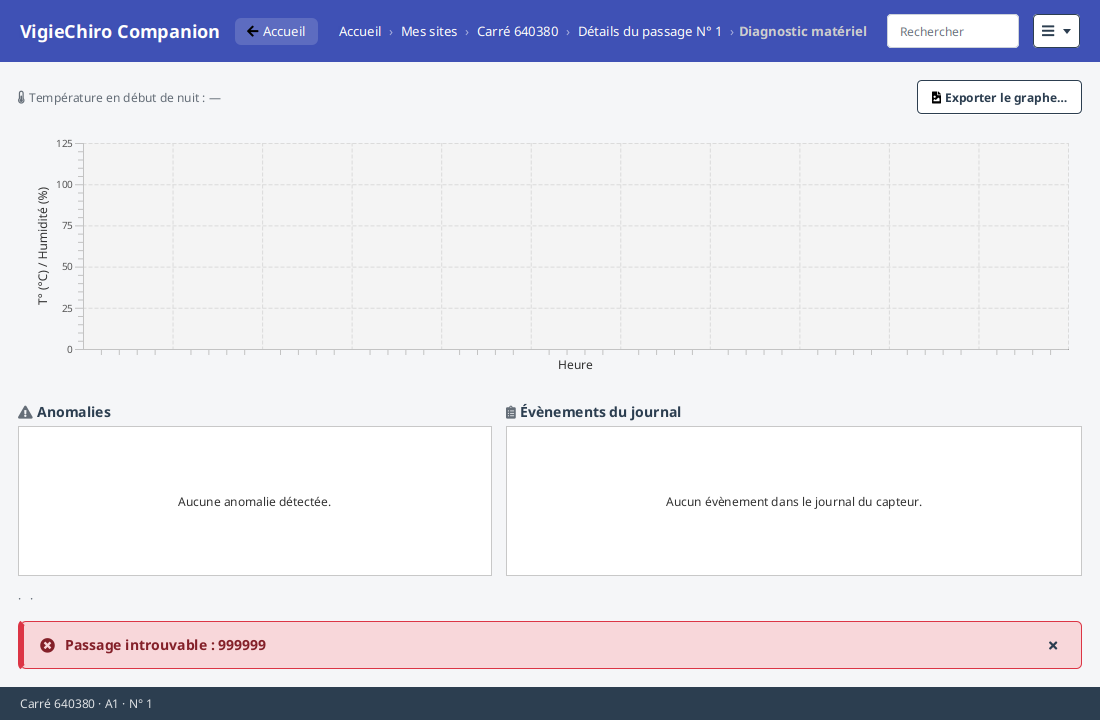 VigieChiro Companion
Accueil
Accueil › Mes sites › Carré 640380 › Détails du passage N° 1 › Diagnostic matériel
Rechercher
Température en début de nuit : —
Exporter le graphe...
T° (°C) / Humidité (%)
125
100
75
50
25
0
Heure
Anomalies
Aucune anomalie détectée.
Évènements du journal
Aucun évènement dans le journal du capteur.
· ·
Passage introuvable : 999999
Carré 640380 · A1 · N° 1